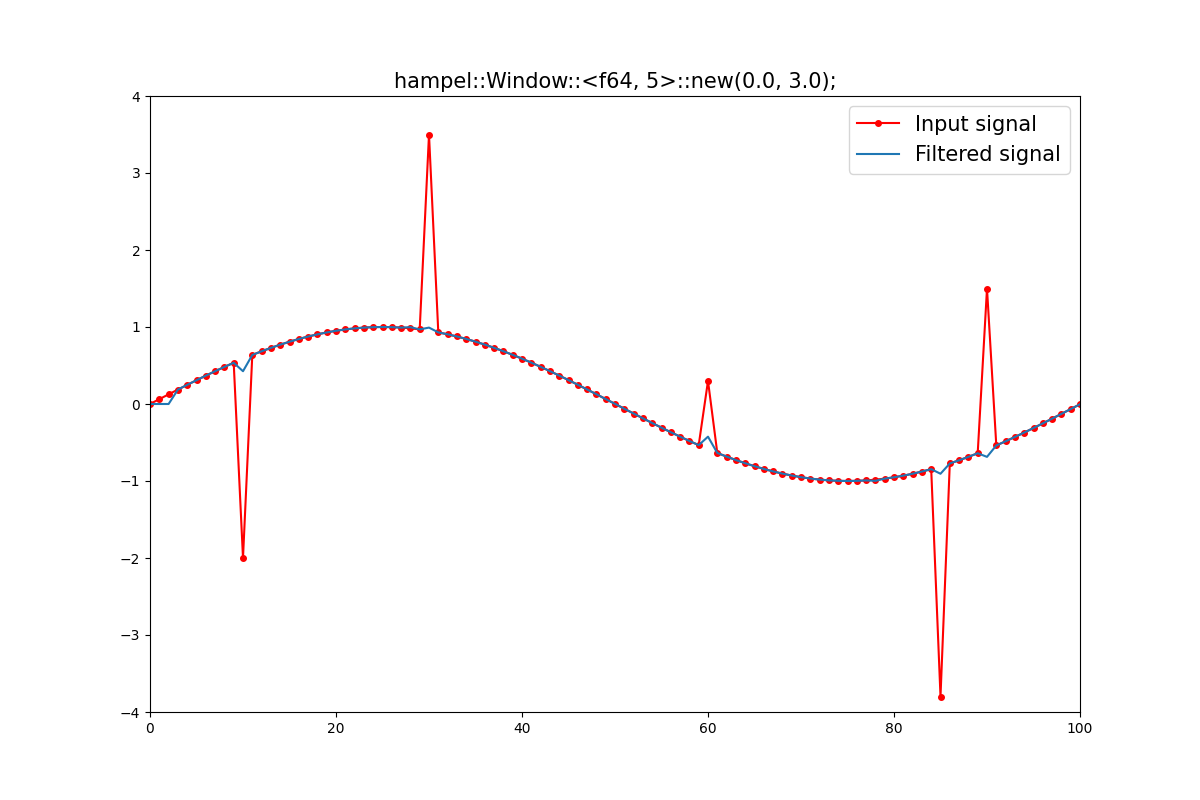 hampel::Window::<f64, 5>::new(0.0, 3.0);
Input signal
Filtered signal
4
3
2
1
0
−1
−2
−3
−4
0 20 40 60 80 100